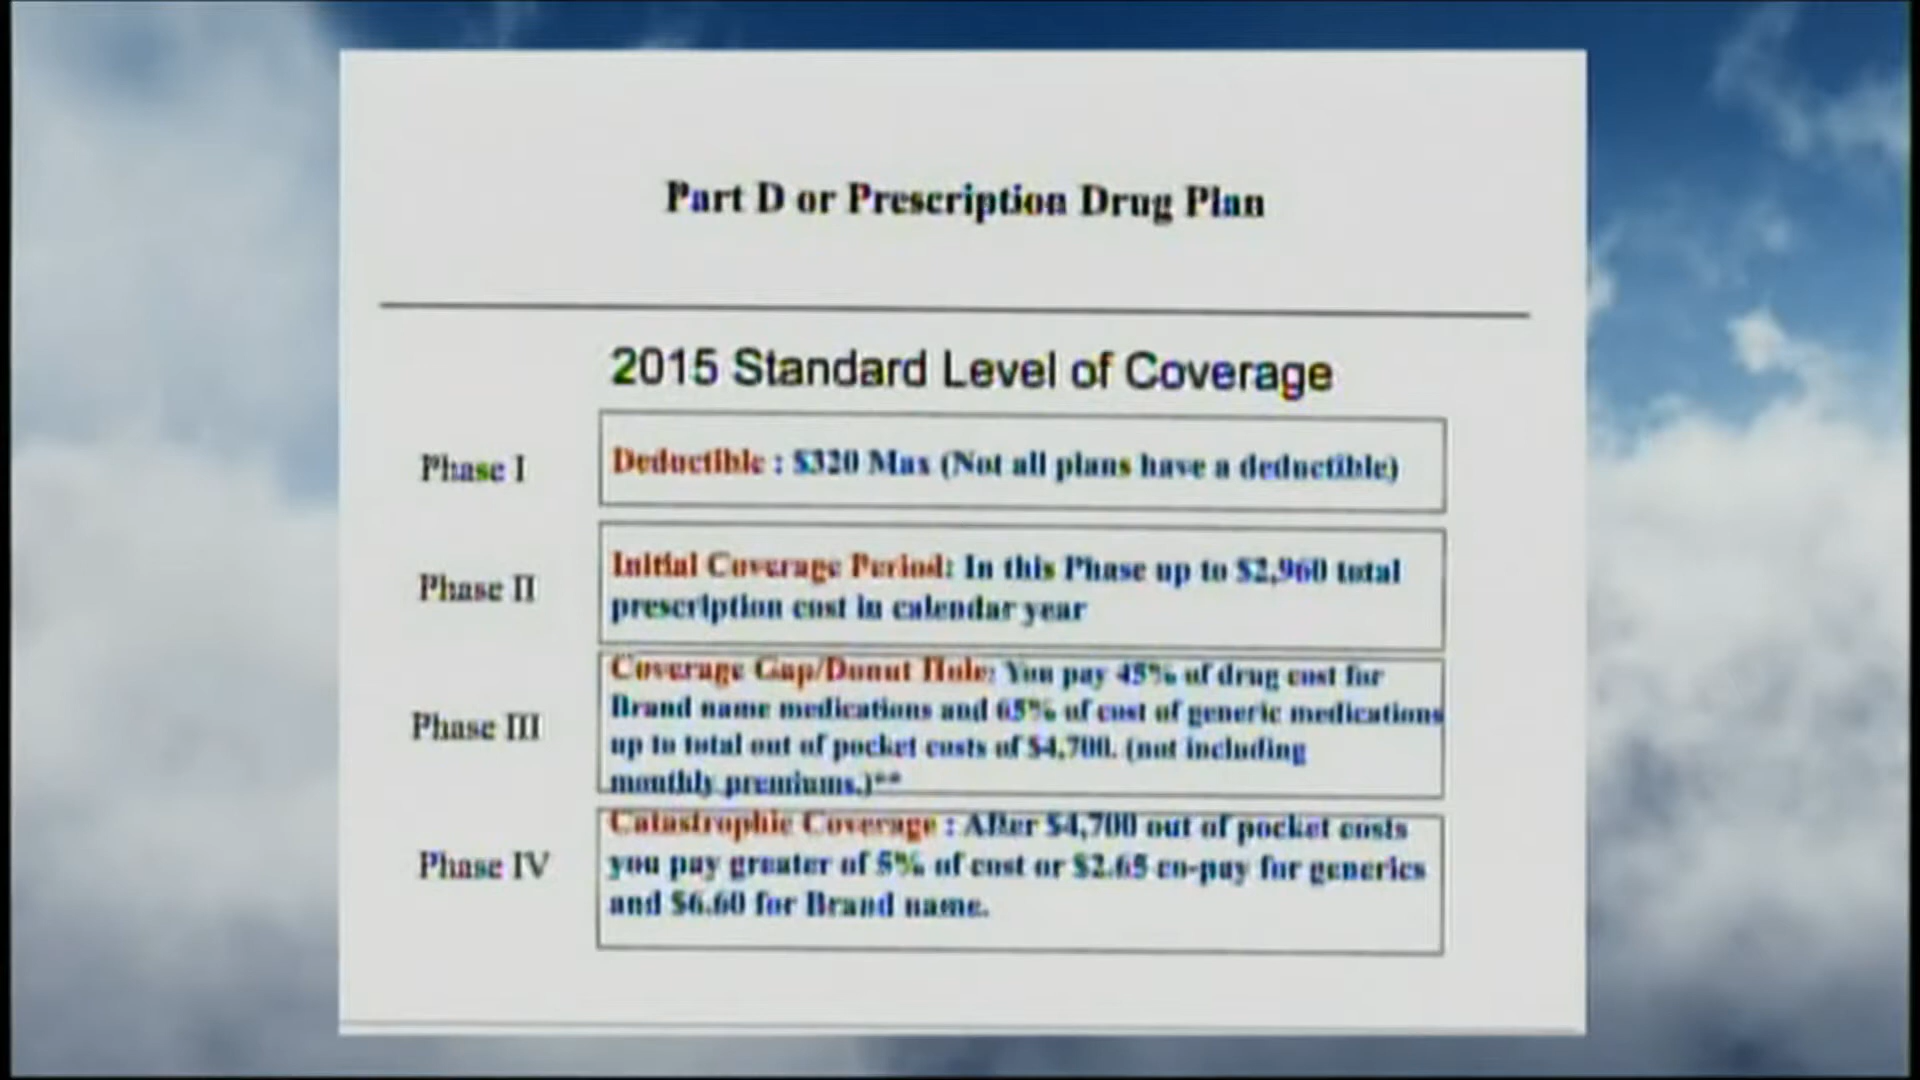 Part D or Prescription Drug Plan
2015 Standard Level of Coverage
Phase I
Deductible : $320 Max (Not all plans have a deductible)
Phase II
Initial Coverage Period: In this Phase up to $2,960 total
prescription cost in calendar year
Phase III
Coverage Gap/Donut Hole: You pay 45% of drug cost for
Brand name medications and 65% of cost of generic medications
up to total out of pocket costs of $4,700. (not including
monthly premiums.)**
Phase IV
Catastrophic Coverage : After $4,700 out of pocket costs
you pay greater of 5% of cost or $2.65 co-pay for generics
and $6.60 for Brand name.